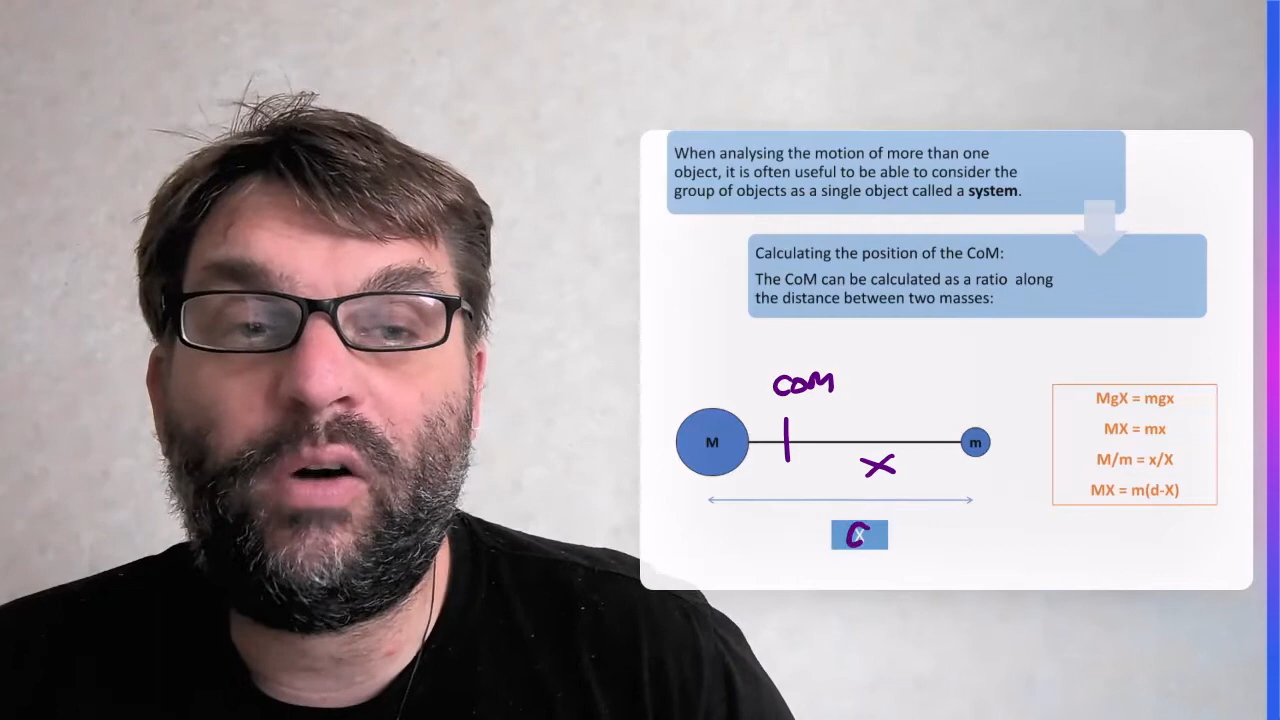 When analysing the motion of more than one
object, it is often useful to be able to consider the
group of objects as a single object called a system.
Calculating the position of the CoM:
The CoM can be calculated as a ratio along
the distance between two masses:
COM
M
m
x
MgX = mgx
MX = mx
M/m = x/X
MX = m(d-X)